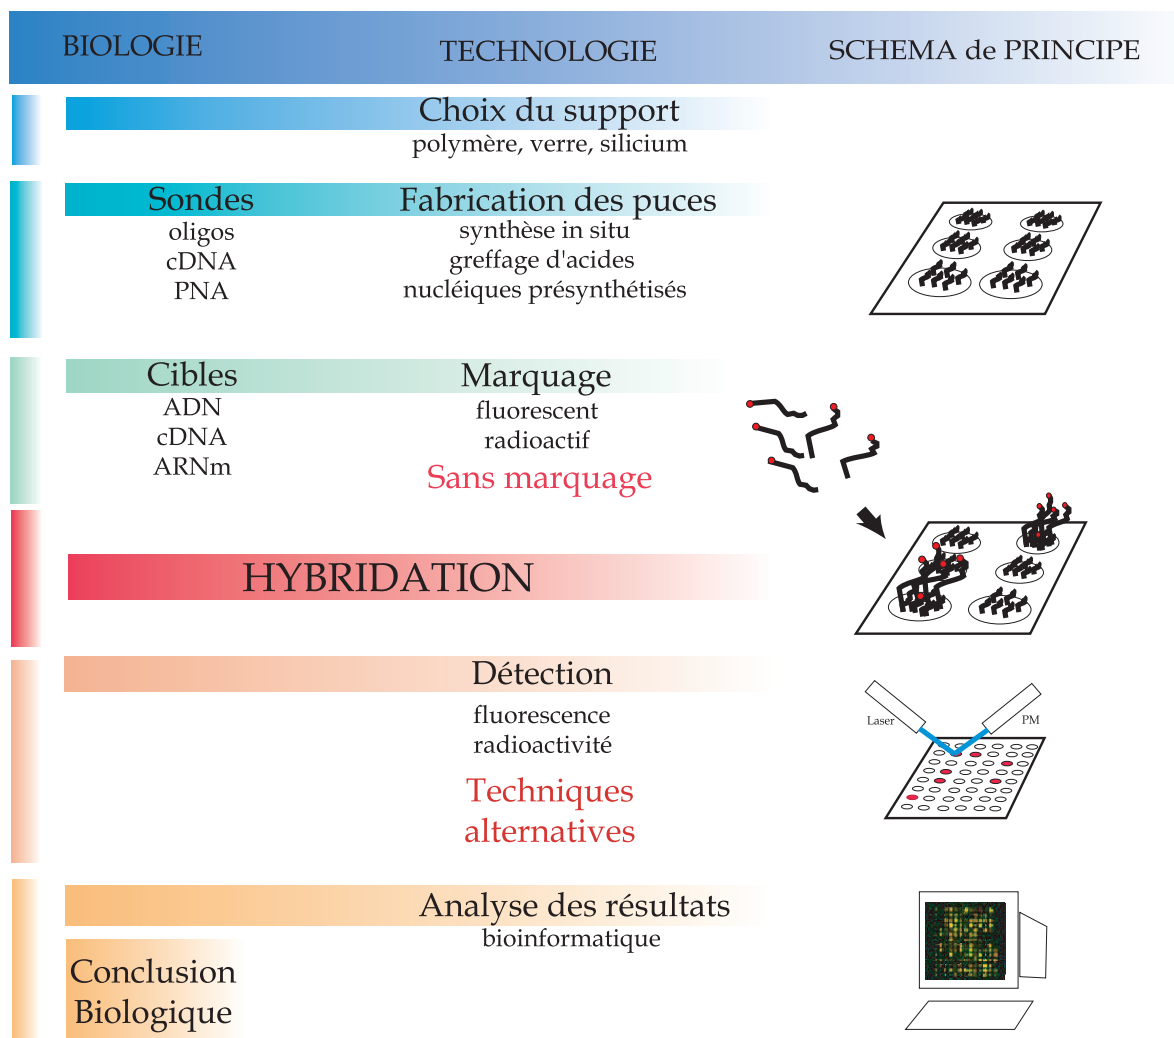 BIOLOGIE
TECHNOLOGIE
SCHEMA de PRINCIPE
Choix du support
polymère, verre, silicium
Sondes
oligos
cDNA
PNA
Fabrication des puces
synthèse in situ
greffage d'acides
nucléiques présynthétisés
Cibles
ADN
cDNA
ARNm
Marquage
fluorescent
radioactif
Sans marquage
HYBRIDATION
Détection
fluorescence
radioactivité
Techniques
alternatives
Laser
PM
Analyse des résultats
bioinformatique
Conclusion
Biologique